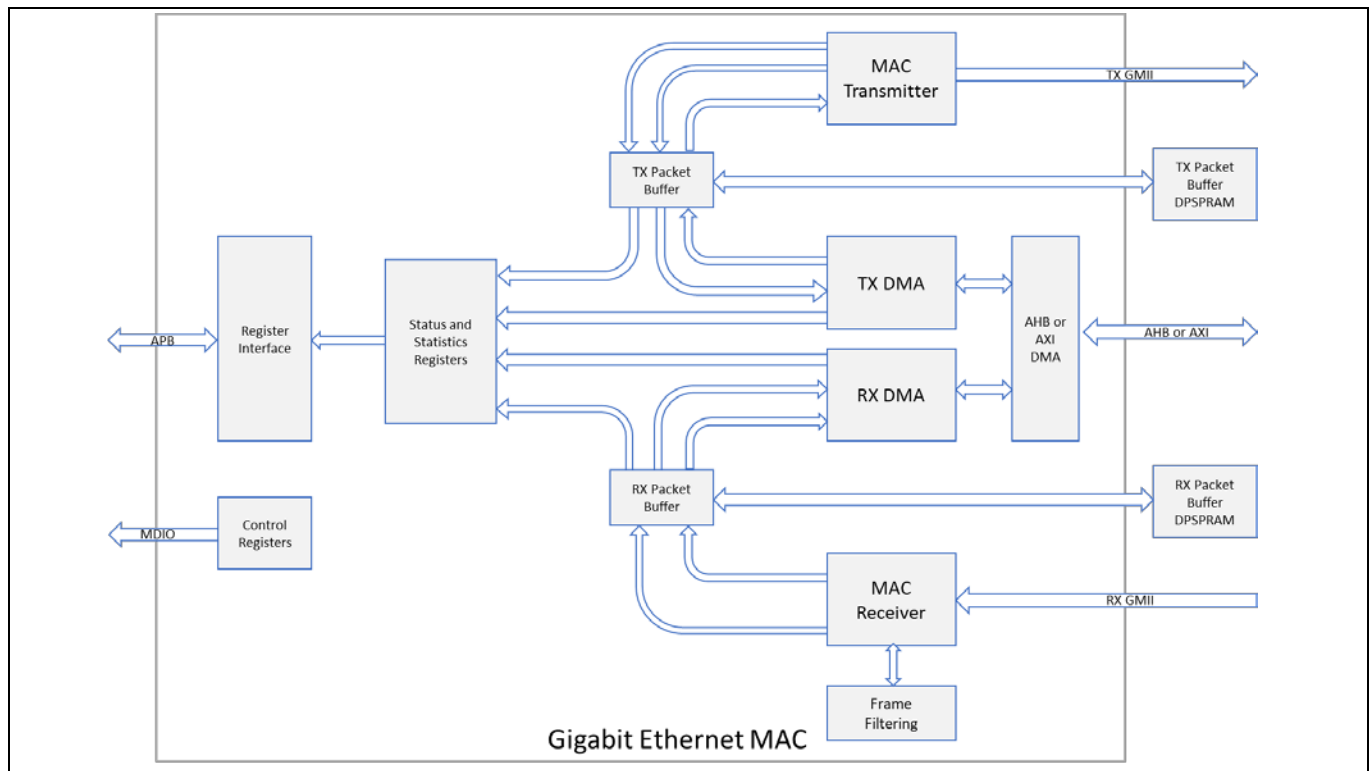 MAC
Transmitter
TX GMII
TX Packet
Buffer
TX Packet
Buffer
DPSPRAM
Register
Interface
Status and
Statistics
Registers
TX DMA
AHB or
AXI
DMA
APB
AHB or AXI
RX DMA
RX Packet
Buffer
RX Packet
Buffer
DPSPRAM
MDIO
Control
Registers
MAC
Receiver
RX GMII
Frame
Filtering
Gigabit Ethernet MAC